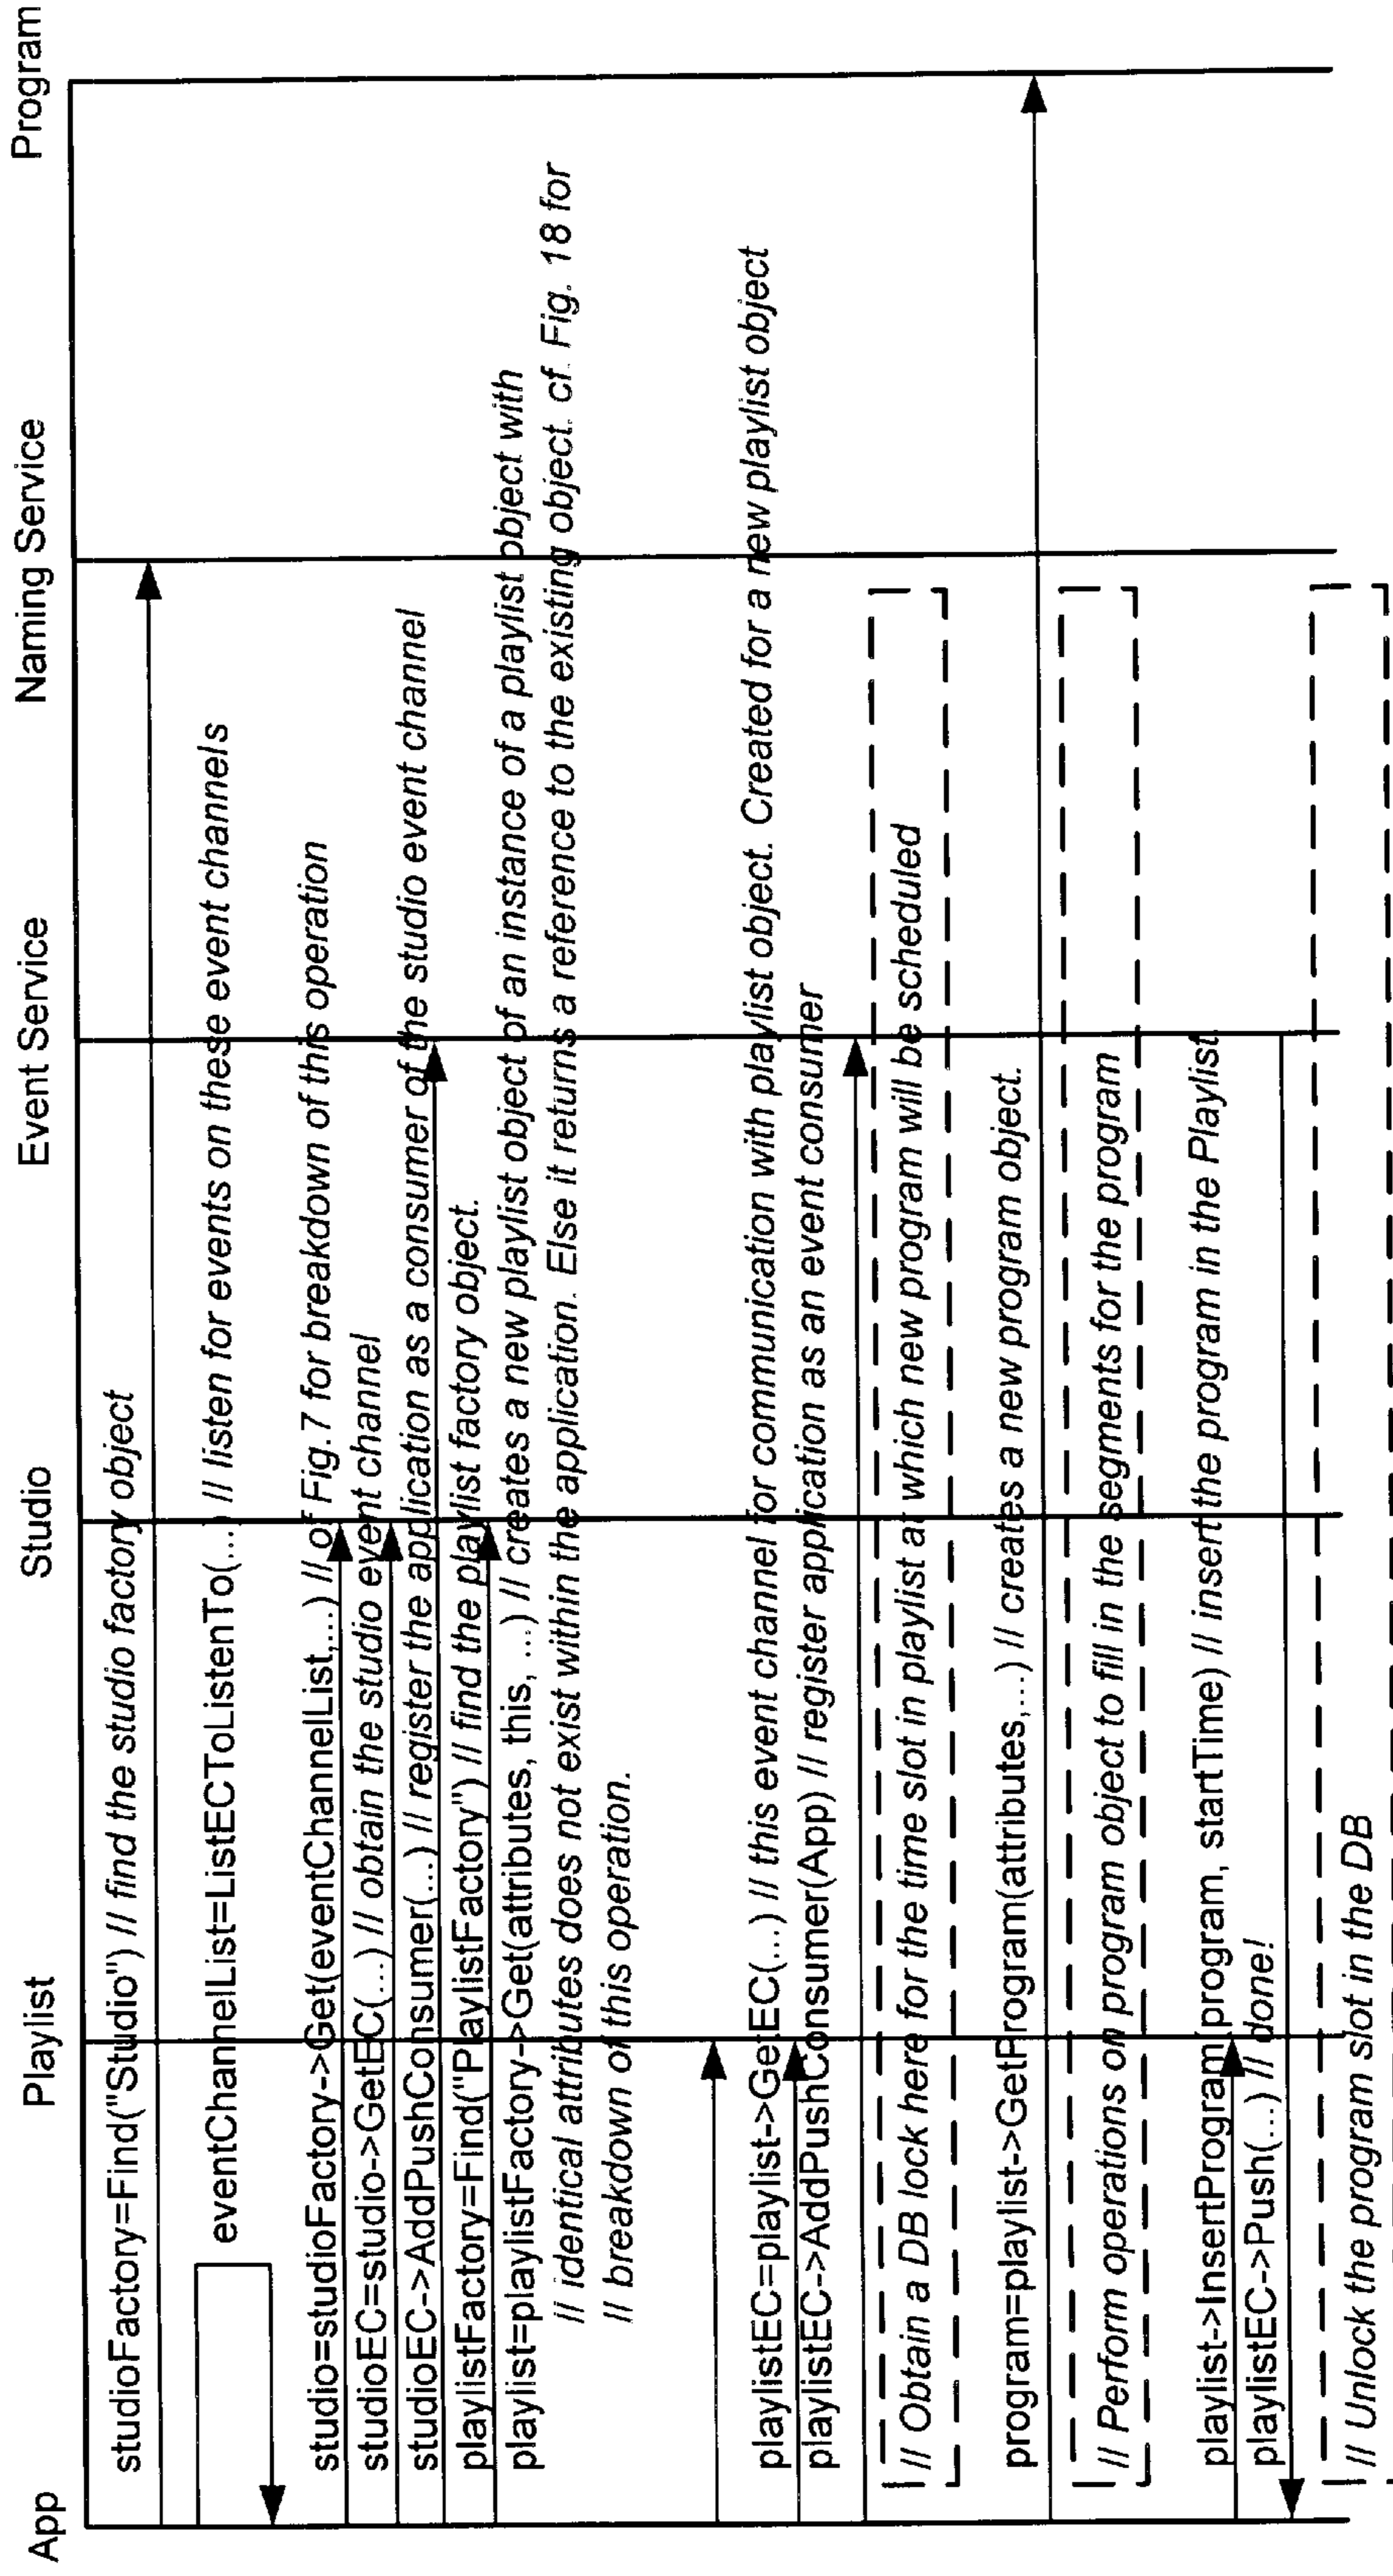 App
Playlist
Studio
Event Service
Naming Service
Program
studioFactory=Find("Studio") // find the studio factory object
eventChannelList=ListECToListenTo(...) // listen for events on these event channels
studio=studioFactory->Get(eventChannelList,...) // of Fig.7 for breakdown of this operation
studioEC=studio->GetEC(...) // obtain the studio event channel
studioEC->AddPushConsumer(...) // register the application as a consumer of the studio event channel
playlistFactory=Find("PlaylistFactory") // find the playlist factory object.
playlist=playlistFactory->Get(attributes, this, ...) // creates a new playlist object of an instance of a playlist object with
// identical attributes does not exist within the application. Else it returns a reference to the existing object. cf. Fig. 18 for
// breakdown of this operation.
playlistEC=playlist->GetEC(...) // this event channel for communication with playlist object. Created for a new playlist object
playlistEC->AddPushConsumer(App) // register application as an event consumer
// Obtain a DB lock here for the time slot in playlist at which new program will be scheduled
program=playlist->GetProgram(attributes,...) // creates a new program object.
// Perform operations on program object to fill in the segments for the program
playlist->InsertProgram(program, startTime) // insert the program in the Playlist
playlistEC->Push(...) // done!
// Unlock the program slot in the DB